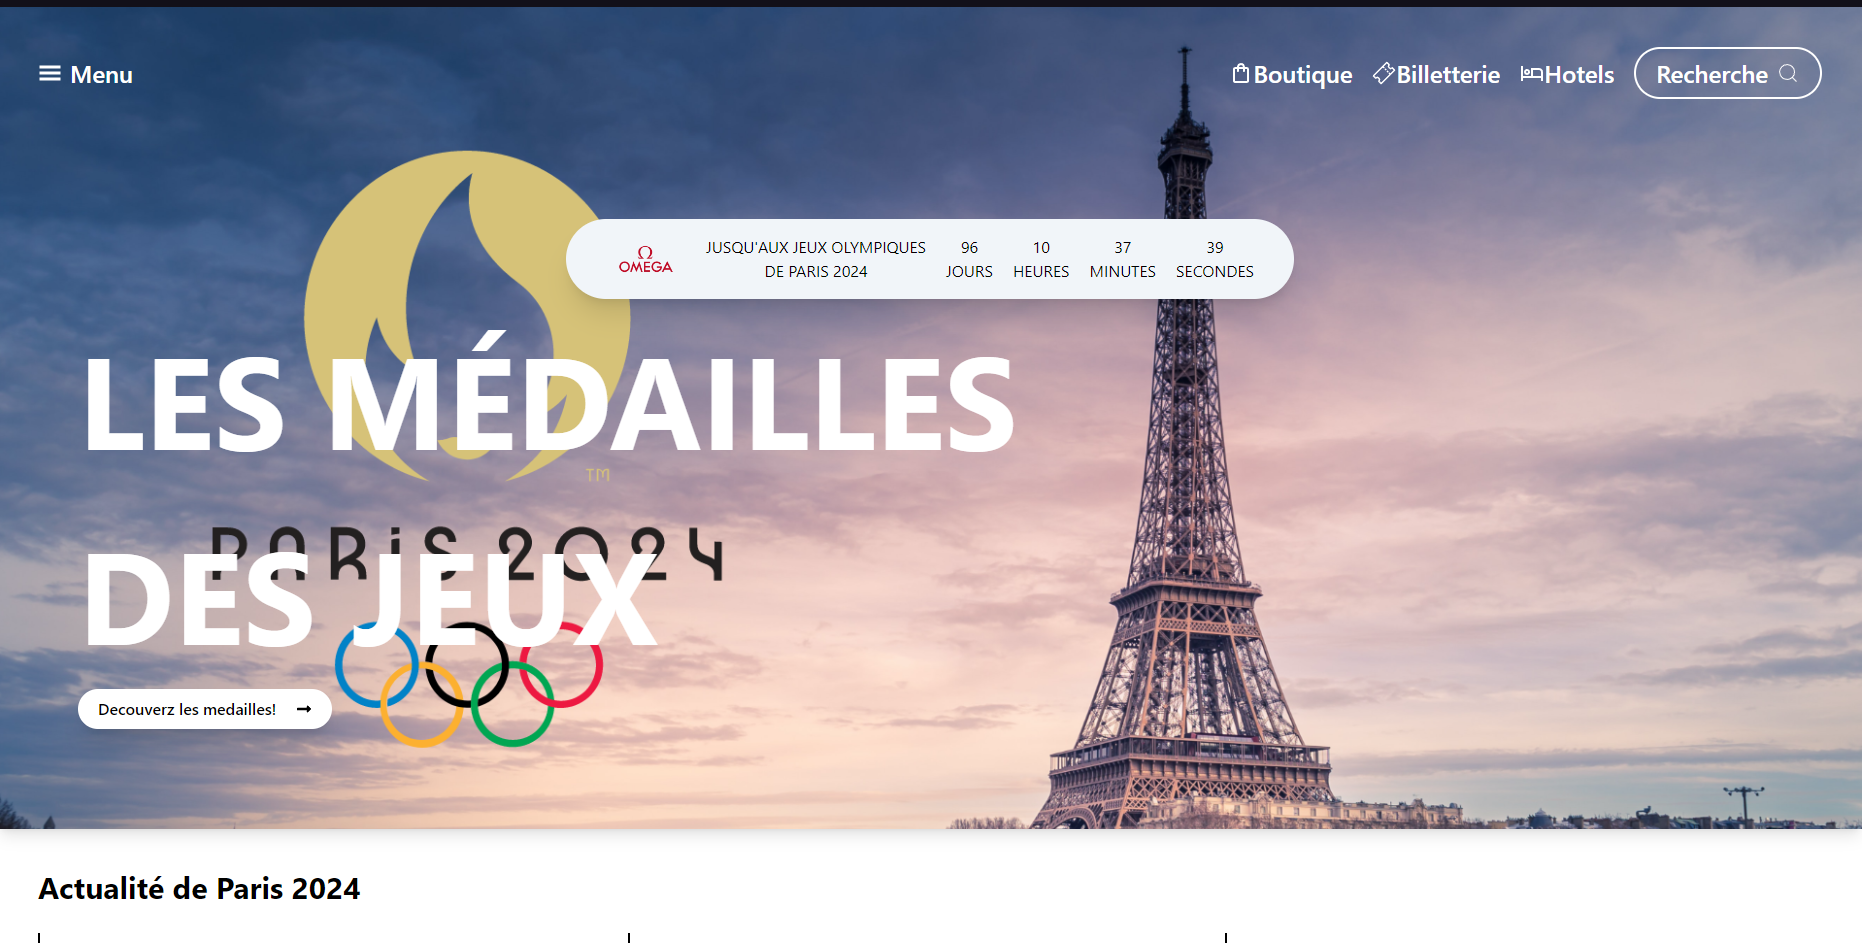 Menu
Boutique
Billetterie
Hotels
Recherche
Ω
OMEGA
JUSQU'AUX JEUX OLYMPIQUES
DE PARIS 2024
96
JOURS
10
HEURES
37
MINUTES
39
SECONDES
LES MÉDAILLES
TM
PARiS 2024
DES JEUX
Decouverz les medailles!
Actualité de Paris 2024